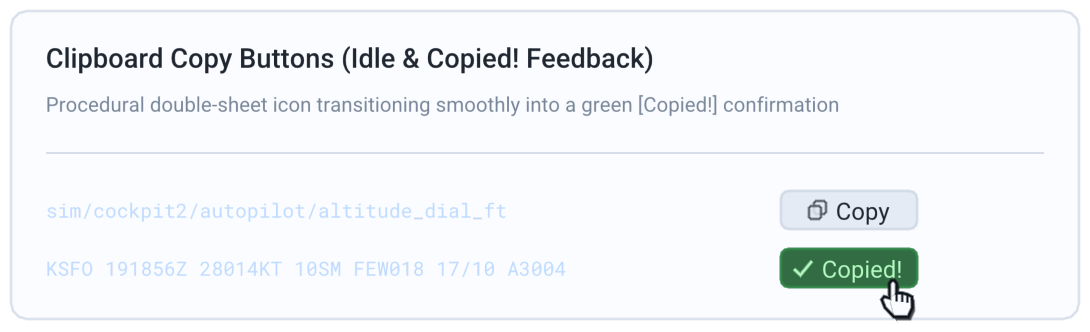 Clipboard Copy Buttons (Idle & Copied! Feedback)
Procedural double-sheet icon transitioning smoothly into a green [Copied!] confirmation
sim/cockpit2/autopilot/altitude_dial_ft
Copy
KSFO 191856Z 28014KT 10SM FEW018 17/10 A3004
Copied!